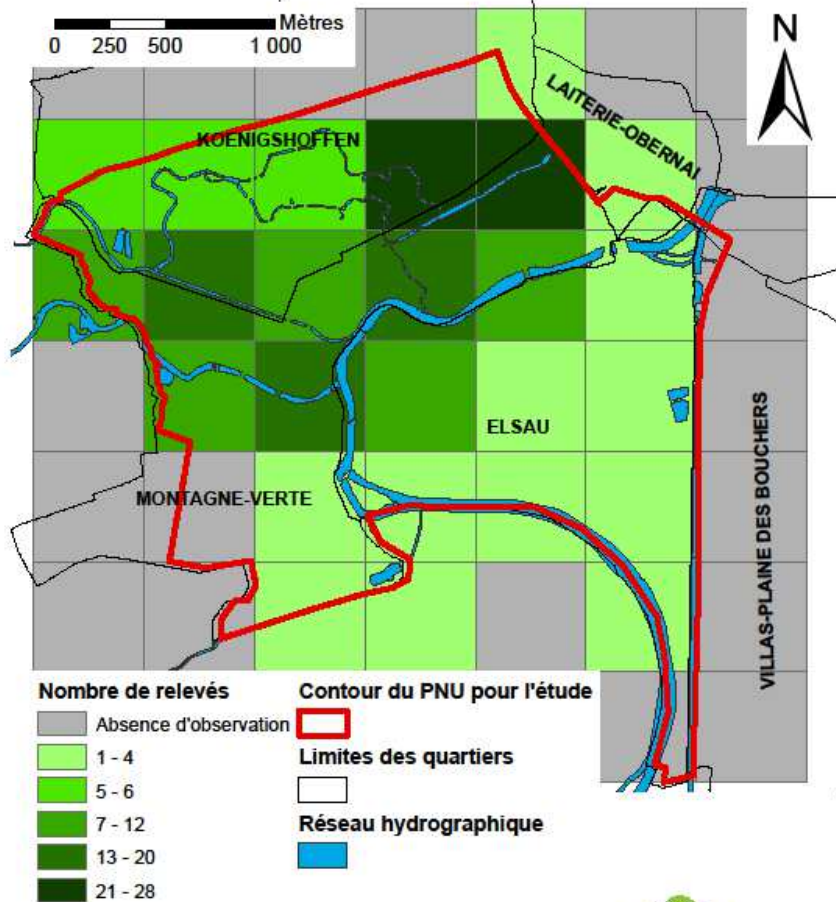 Mètres
0 250 500 1 000
N
KOENIGSHOFFEN
LAITERIE-OBERNAI
ELSAU
MONTAGNE-VERTE
VILLAS-PLAINE DES BOUCHERS
Nombre de relevés
Absence d'observation
1 - 4
5 - 6
7 - 12
13 - 20
21 - 28
Contour du PNU pour l'étude
Limites des quartiers
Réseau hydrographique